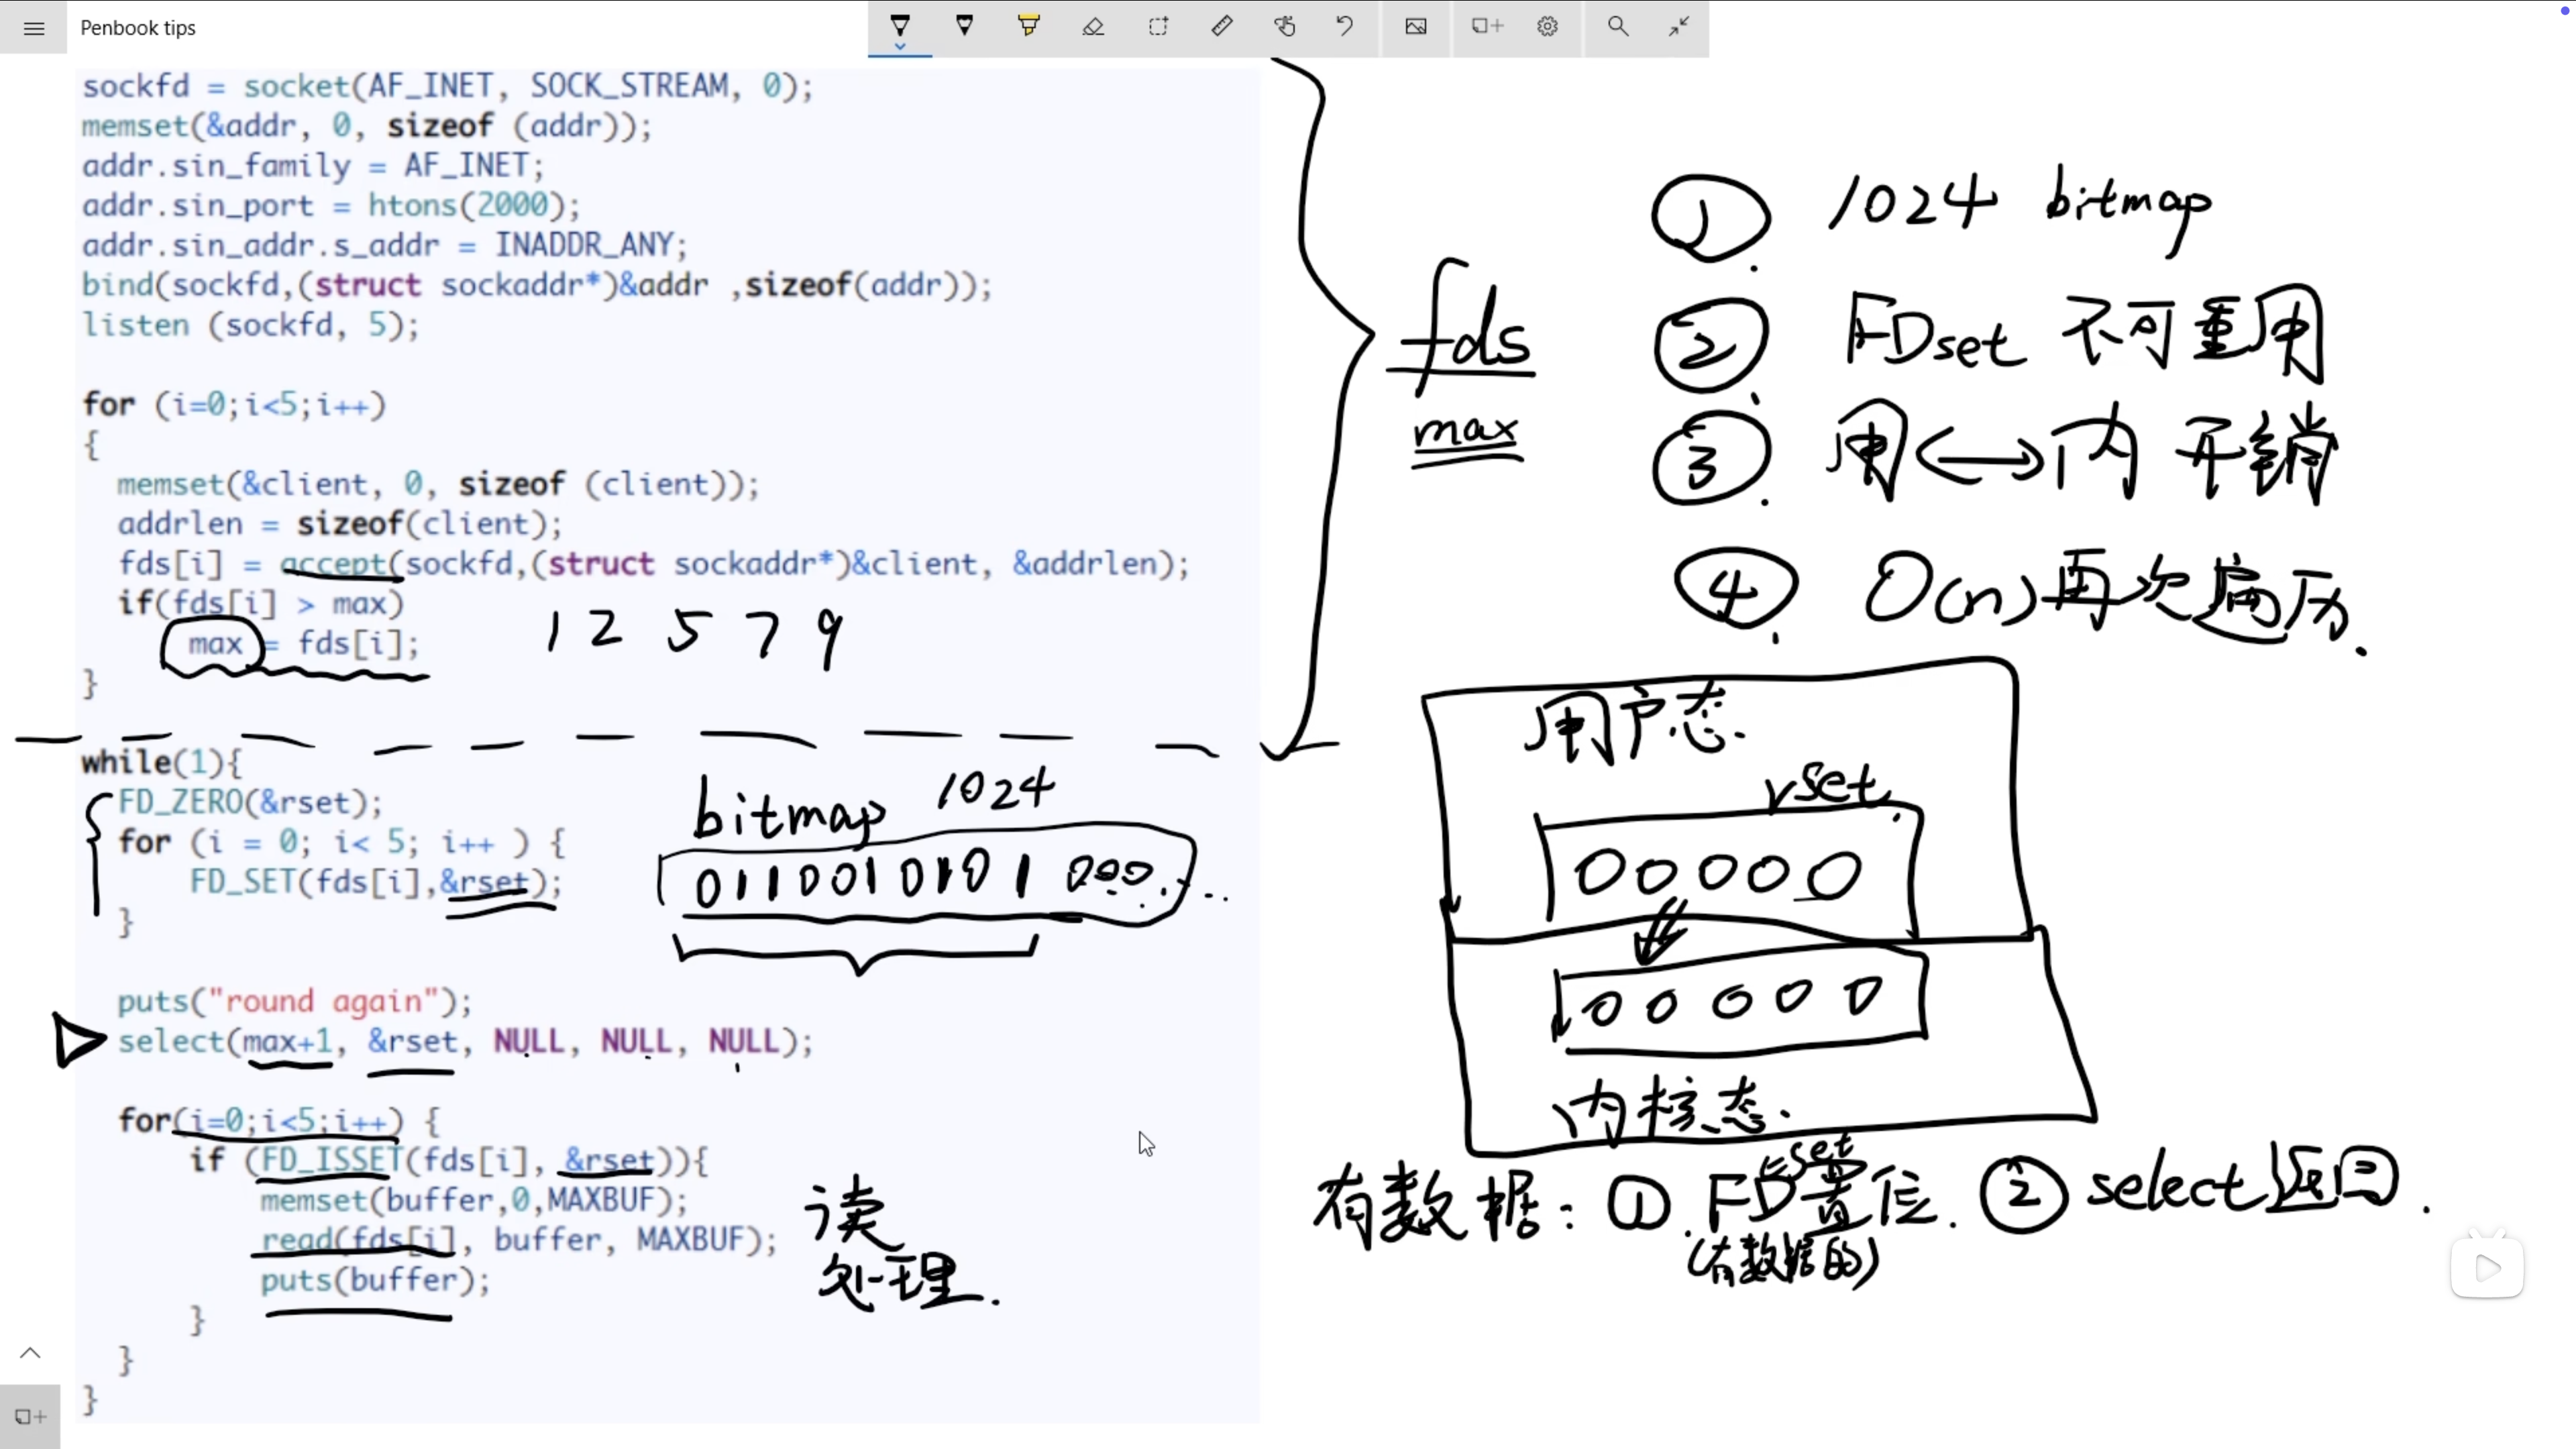 Penbook tips
sockfd = socket(AF_INET, SOCK_STREAM, 0);
memset(&addr, 0, sizeof (addr));
addr.sin_family = AF_INET;
addr.sin_port = htons(2000);
addr.sin_addr.s_addr = INADDR_ANY;
bind(sockfd,(struct sockaddr*)&addr ,sizeof(addr));
listen (sockfd, 5);
for (i=0;i<5;i++)
{
memset(&client, 0, sizeof (client));
addrlen = sizeof(client);
fds[i] = accept(sockfd,(struct sockaddr*)&client, &addrlen);
if(fds[i] > max)
max = fds[i];
}
1 2 5 7 9
while(1){
FD_ZERO(&rset);
for (i = 0; i< 5; i++ ) {
FD_SET(fds[i],&rset);
}
bitmap 1024
01100101010 1 000....
puts("round again");
select(max+1, &rset, NULL, NULL, NULL);
for(i=0;i<5;i++) {
if (FD_ISSET(fds[i], &rset)){
memset(buffer,0,MAXBUF);
read(fds[i], buffer, MAXBUF);
puts(buffer);
}
}
}
读
处理.
fds
max
① 1024 bitmap
② FDset 不可重用
③ 用<->内 开销
④ O(n)再次遍历.
用户态.
rset
00000
00000
内核态.
有数据: ①. FD置位. ② select返回.
rset
(有数据的)